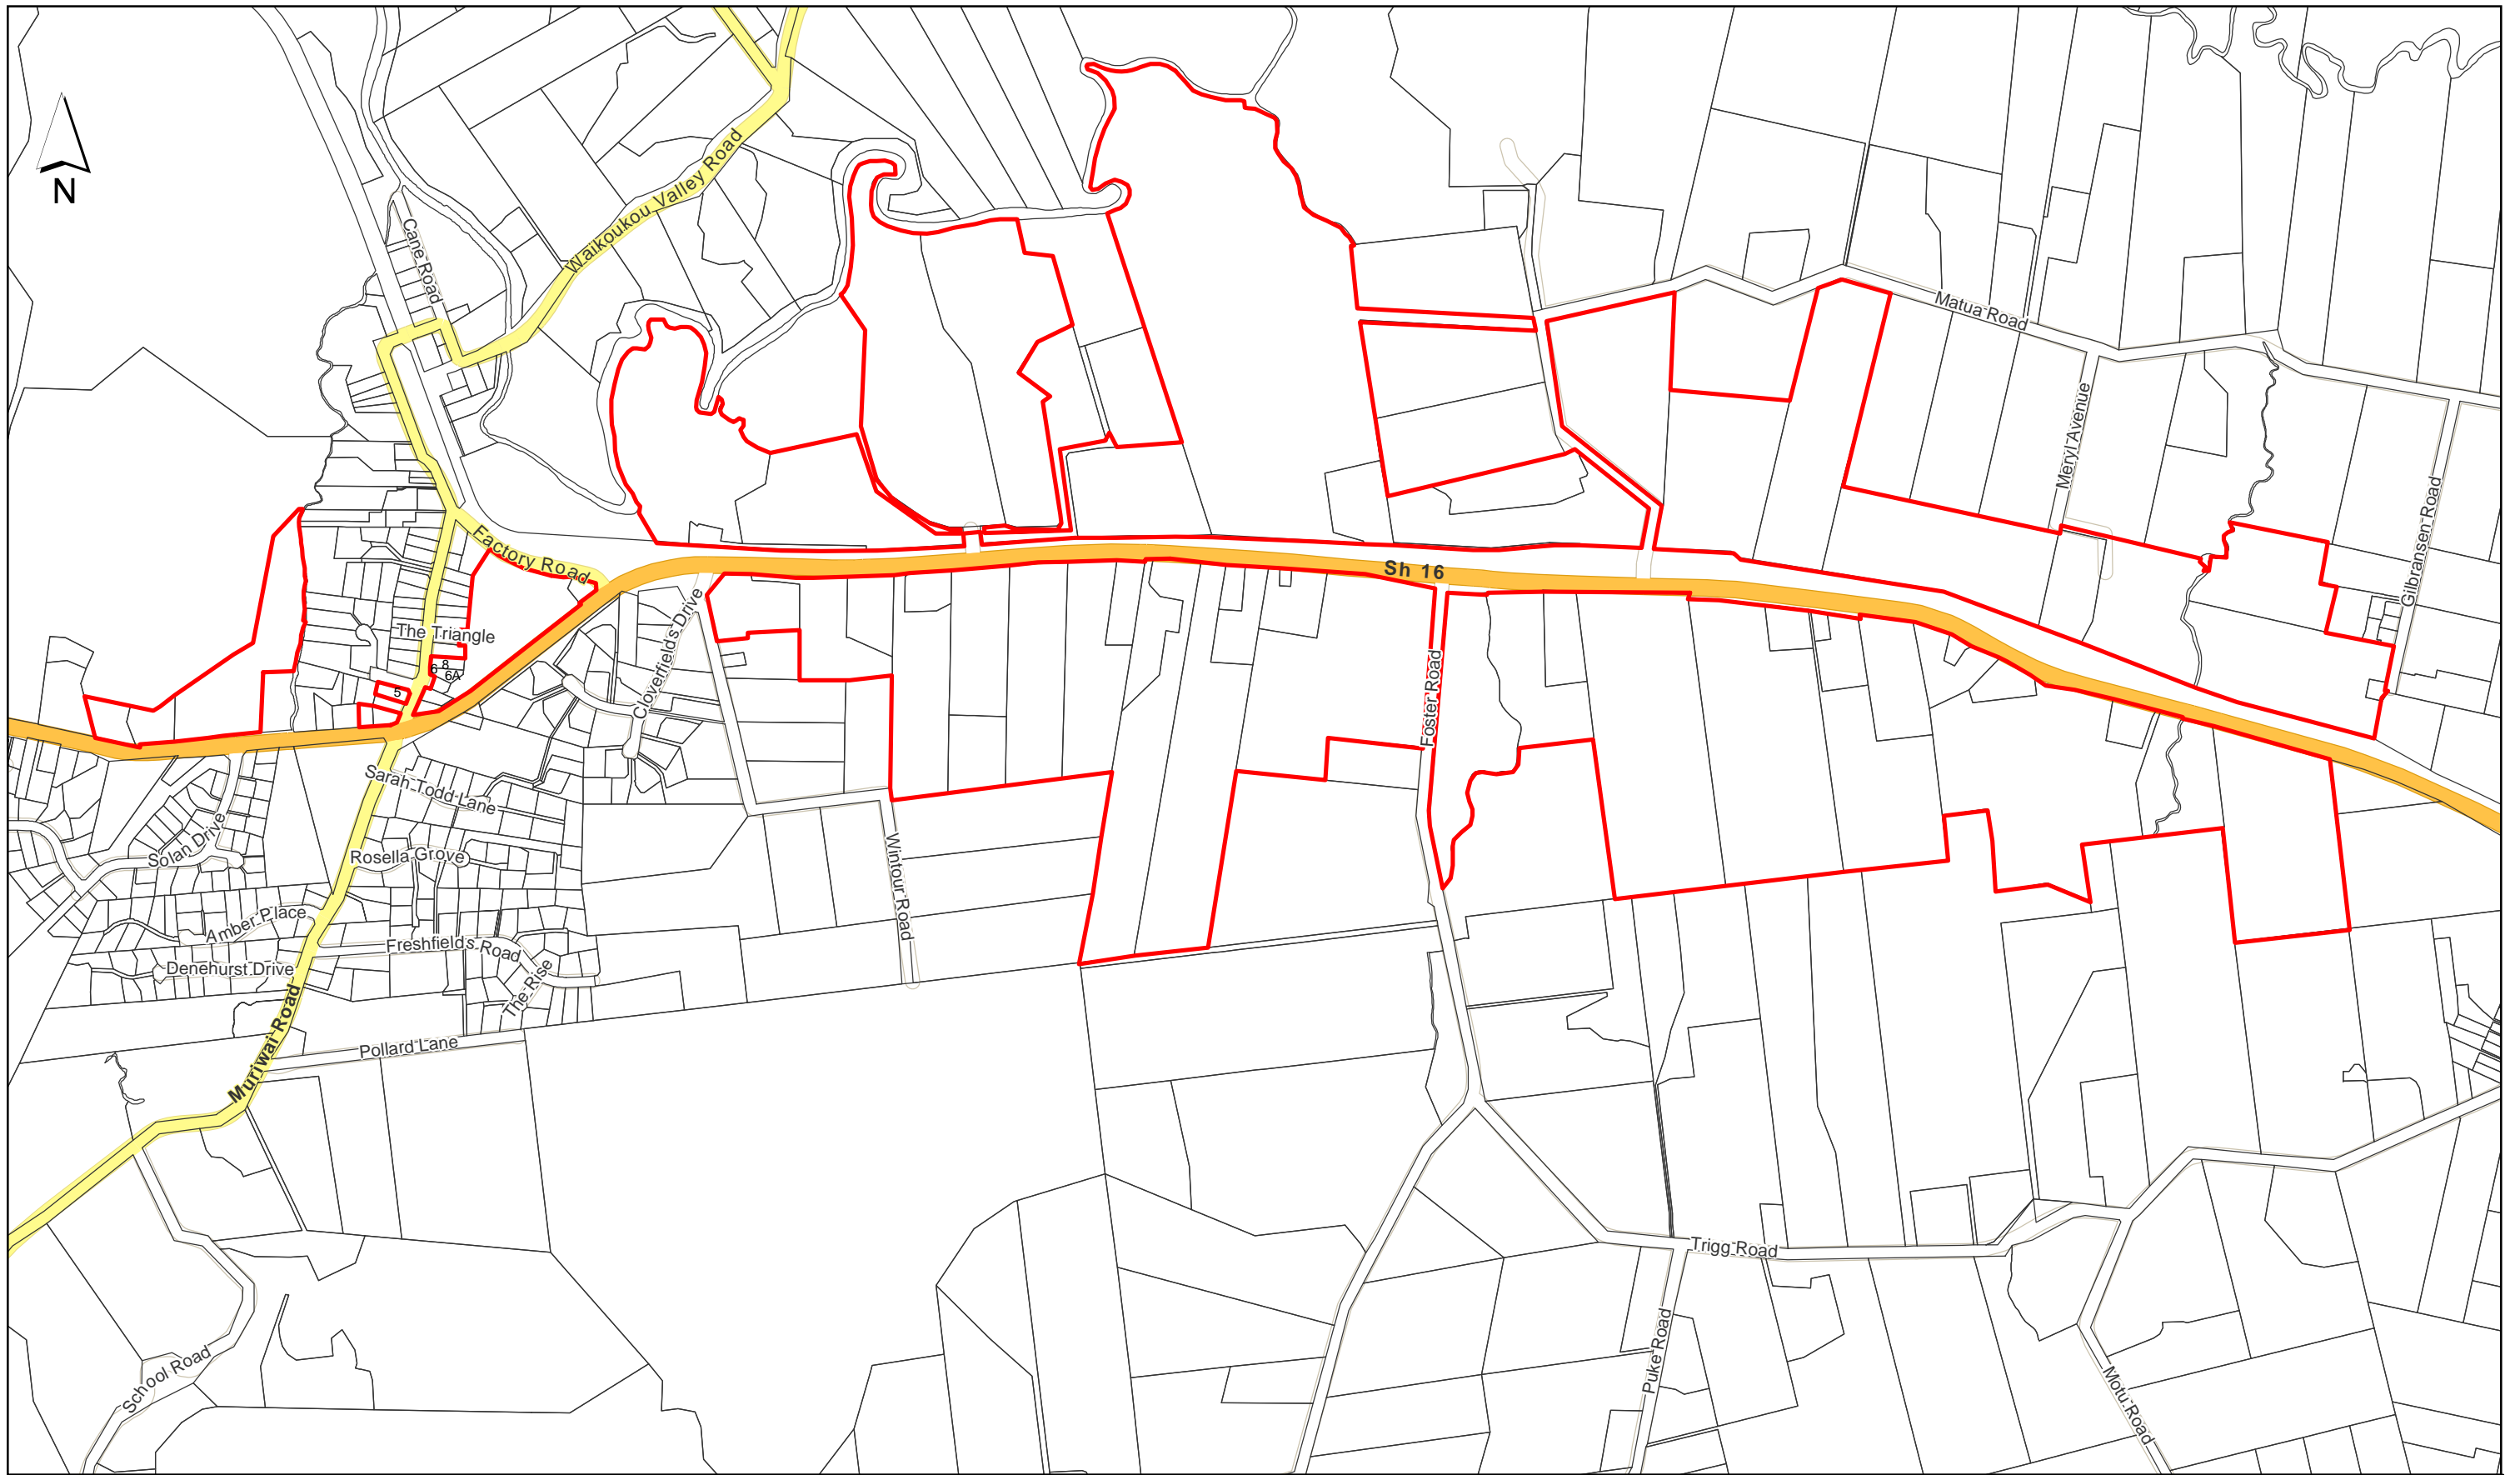 N
Cane Road
Waikoukou Valley Road
Matua Road
Meryl Avenue
Gilbransen Road
Factory Road
Sh 16
The Triangle
8
6
6A
5
Cloverfields Drive
Foster Road
Sarah Todd Lane
Solan Drive
Rosella Grove
Wintour Road
Amber Place
Freshfields Road
Denehurst Drive
The Rise
Muriwai Road
Pollard Lane
Trigg Road
Puke Road
School Road
Motu Road